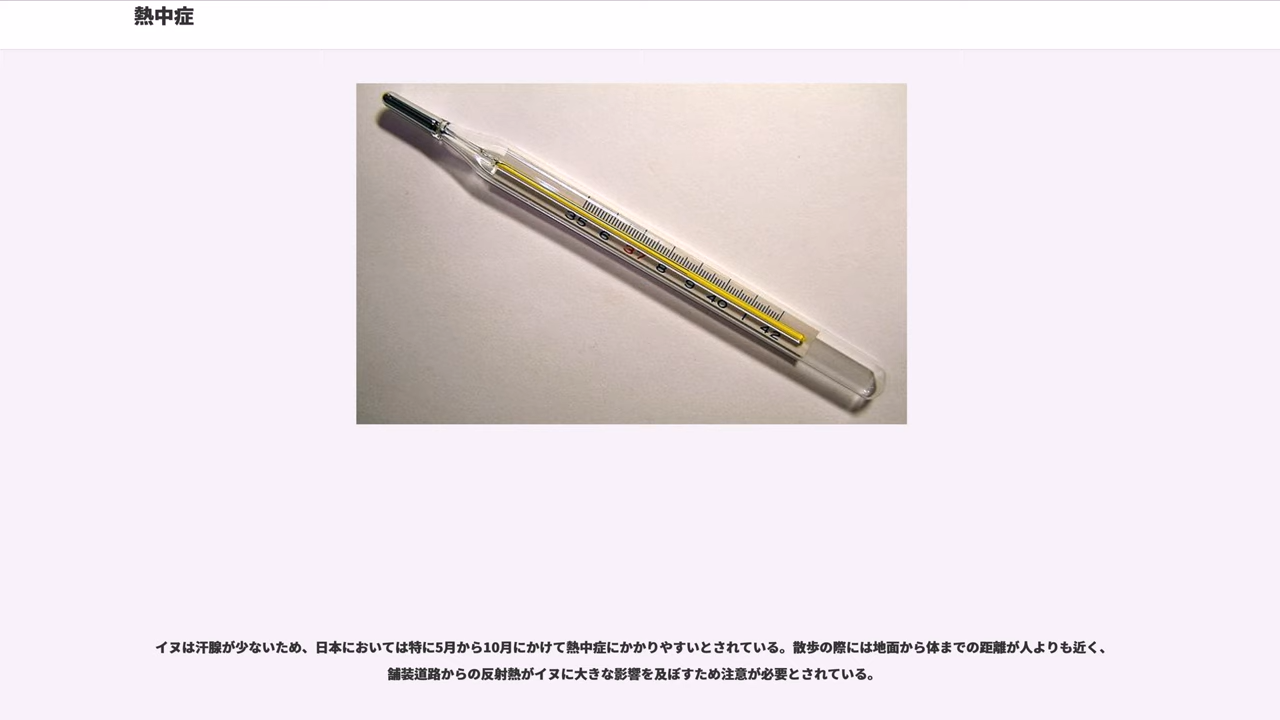 熱中症
35 6 37 8 9 40 1 42
イヌは汗腺が少ないため、日本においては特に5月から10月にかけて熱中症にかかりやすいとされている。散歩の際には地面から体までの距離が人よりも近く、
舗装道路からの反射熱がイヌに大きな影響を及ぼすため注意が必要とされている。